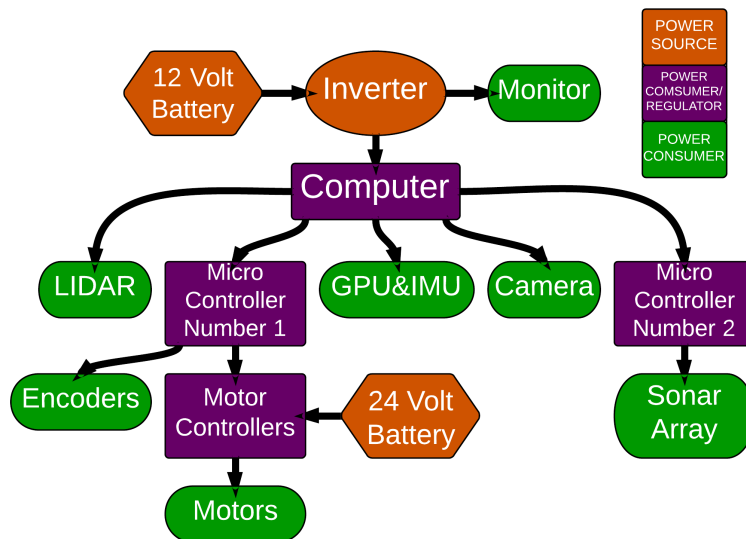 POWER
SOURCE
12 Volt
Battery
Inverter
Monitor
POWER
COMSUMER/
REGULATOR
POWER
CONSUMER
Computer
LIDAR
Micro
Controller
Number 1
GPU&IMU
Camera
Micro
Controller
Number 2
Encoders
Motor
Controllers
24 Volt
Battery
Sonar
Array
Motors